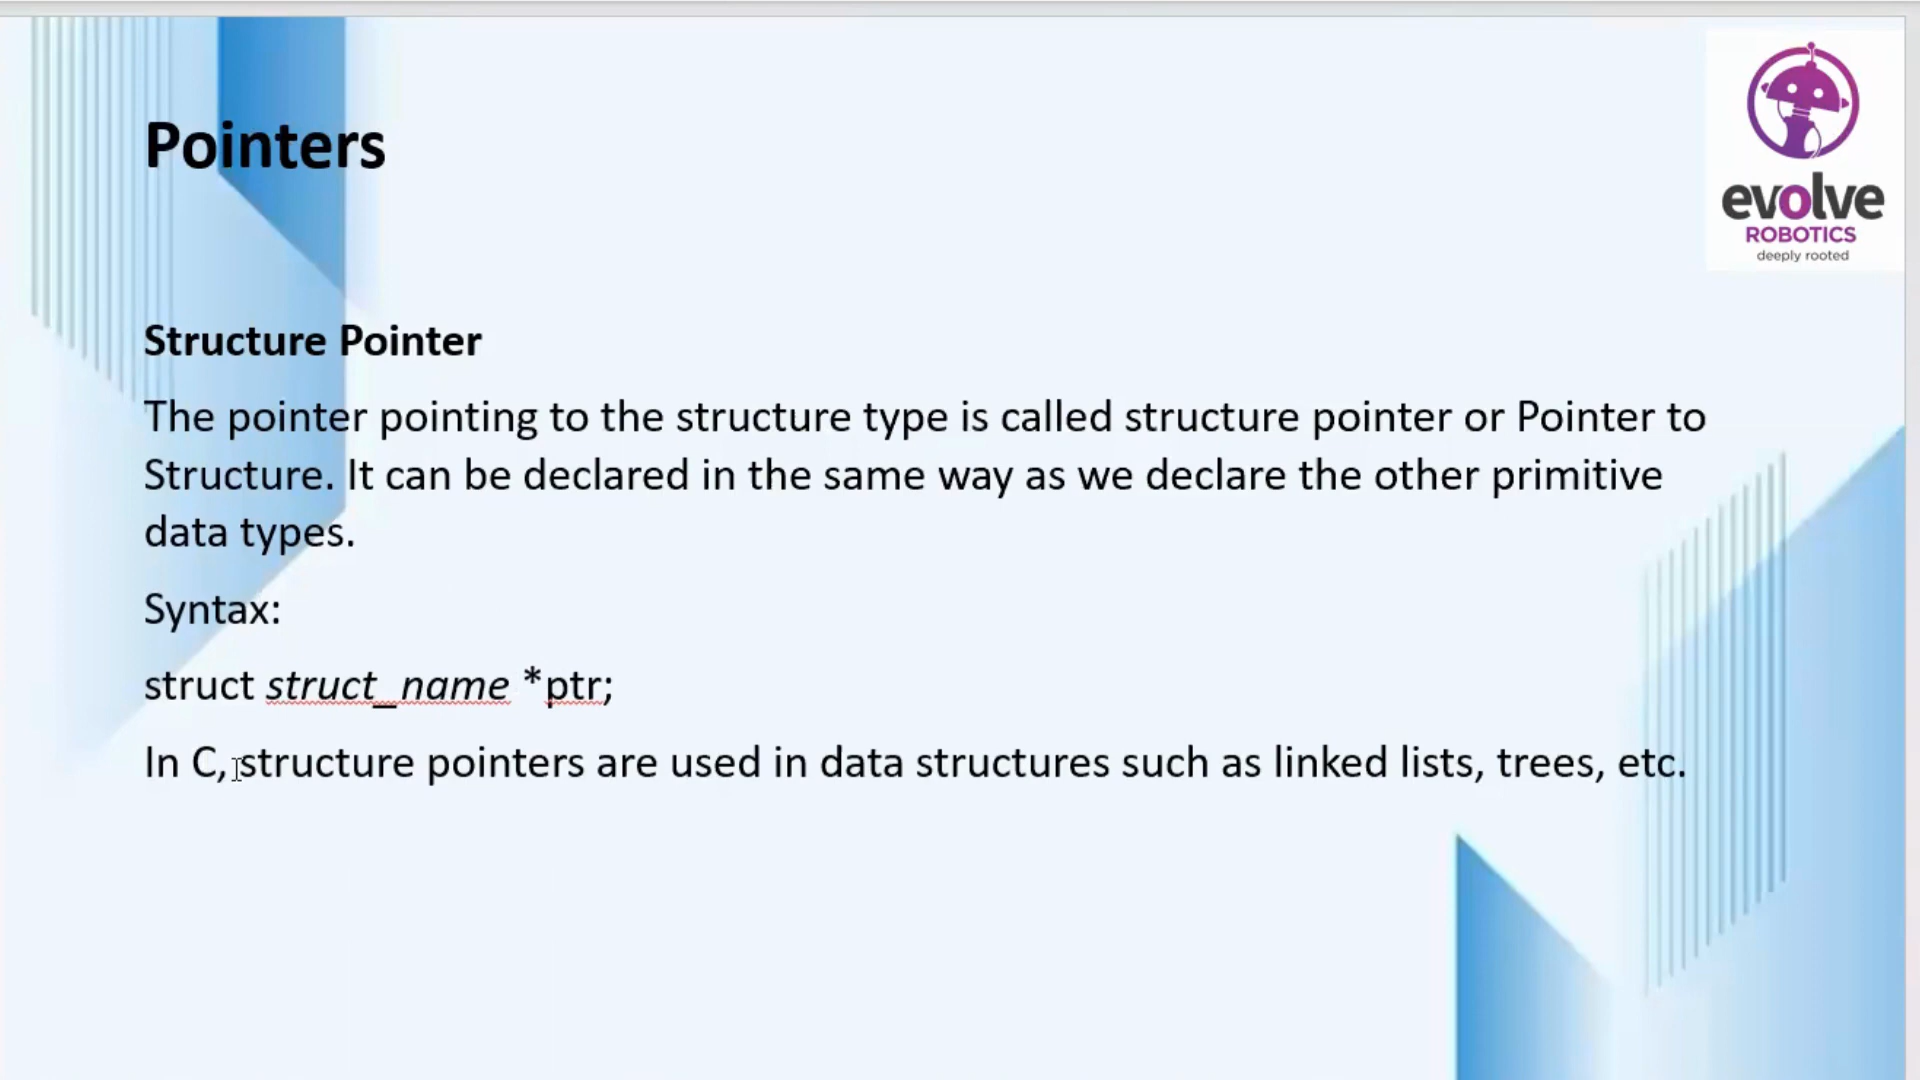 Pointers
evolve
ROBOTICS
deeply rooted
Structure Pointer
The pointer pointing to the structure type is called structure pointer or Pointer to
Structure. It can be declared in the same way as we declare the other primitive
data types.
Syntax:
struct struct_name *ptr;
In C, structure pointers are used in data structures such as linked lists, trees, etc.